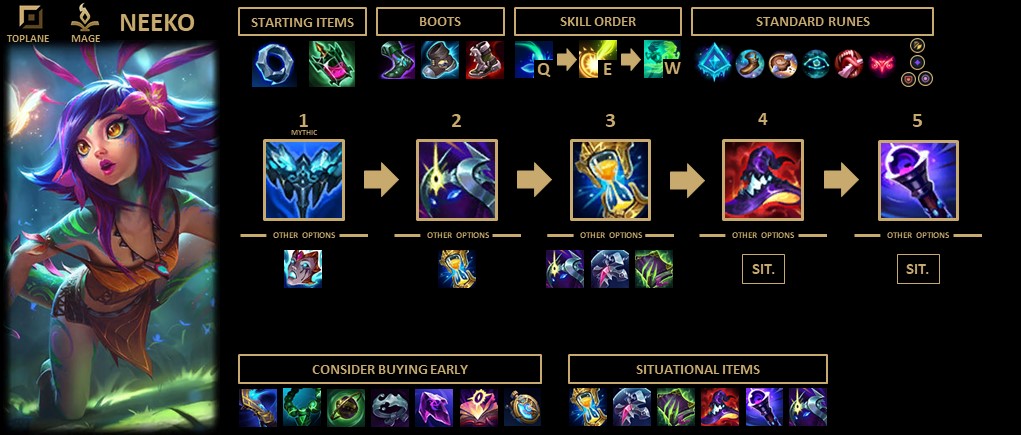 TOPLANE
MAGE
NEEKO
STARTING ITEMS
BOOTS
SKILL ORDER
STANDARD RUNES
Q
E
W
1
MYTHIC
2
3
4
5
OTHER OPTIONS
OTHER OPTIONS
OTHER OPTIONS
OTHER OPTIONS
OTHER OPTIONS
SIT.
SIT.
CONSIDER BUYING EARLY
SITUATIONAL ITEMS